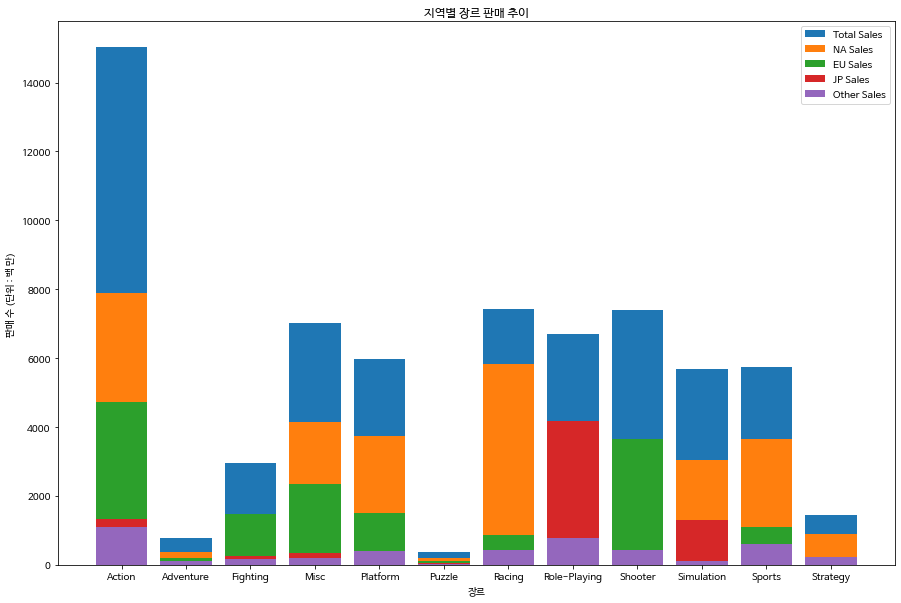 지역별 장르 판매 추이
Total Sales
NA Sales
EU Sales
JP Sales
Other Sales
14000
12000
10000
8000
6000
4000
2000
0
판매 수 (단위 : 백만)
Action Adventure Fighting Misc Platform Puzzle Racing Role-Playing Shooter Simulation Sports Strategy
장르